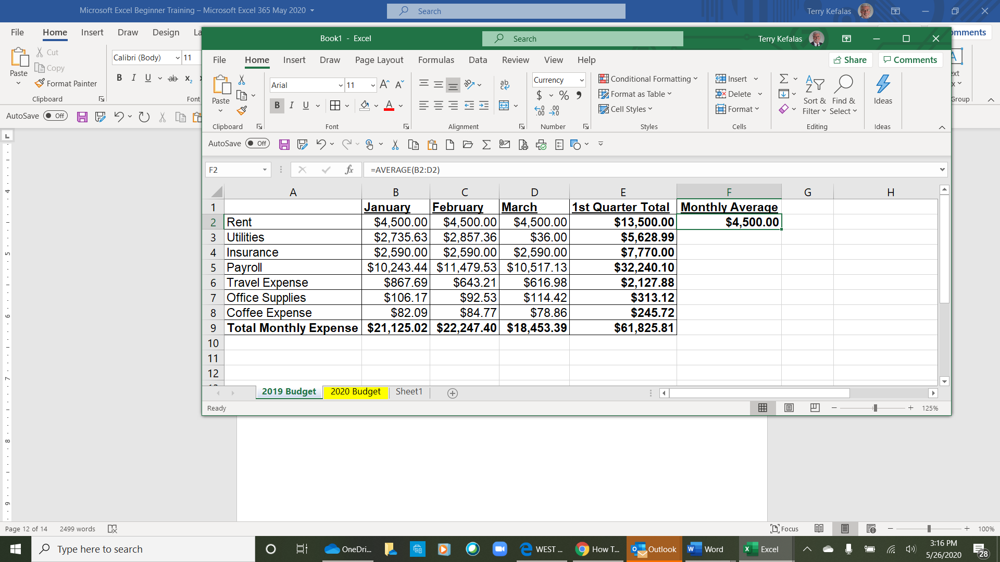 Microsoft Excel Beginner Training – Microsoft Excel 365 May 2020
Search
Terry Kefalas
File Home Insert Draw Design La
omments
Book1 - Excel
Search
Terry Kefalas
File Home Insert Draw Page Layout Formulas Data Review View Help
Share Comments
Cut
Copy
Format Painter
Paste
Clipboard
Calibri (Body) 11
B I U ab x2
Font
AutoSave Off
ext
Group
Paste
Clipboard
Arial 11
B I U
Font
Alignment
Currency
$ % 9
Number
Conditional Formatting
Format as Table
Cell Styles
Styles
Insert
Delete
Format
Cells
Sort & Filter
Find & Select
Editing
Ideas
Ideas
AutoSave Off
F2 fx =AVERAGE(B2:D2)
A B C D E F G H
1 January February March 1st Quarter Total Monthly Average
2 Rent $4,500.00 $4,500.00 $4,500.00 $13,500.00 $4,500.00
3 Utilities $2,735.63 $2,857.36 $36.00 $5,628.99
4 Insurance $2,590.00 $2,590.00 $2,590.00 $7,770.00
5 Payroll $10,243.44 $11,479.53 $10,517.13 $32,240.10
6 Travel Expense $867.69 $643.21 $616.98 $2,127.88
7 Office Supplies $106.17 $92.53 $114.42 $313.12
8 Coffee Expense $82.09 $84.77 $78.86 $245.72
9 Total Monthly Expense $21,125.02 $22,247.40 $18,453.39 $61,825.81
10
11
12
2019 Budget 2020 Budget Sheet1
Ready
125%
4
5
6
7
8
9
Page 12 of 14 2499 words
Focus
100%
Type here to search
OneDri... WEST ... How T... Outlook Word Excel
3:16 PM
5/26/2020
28